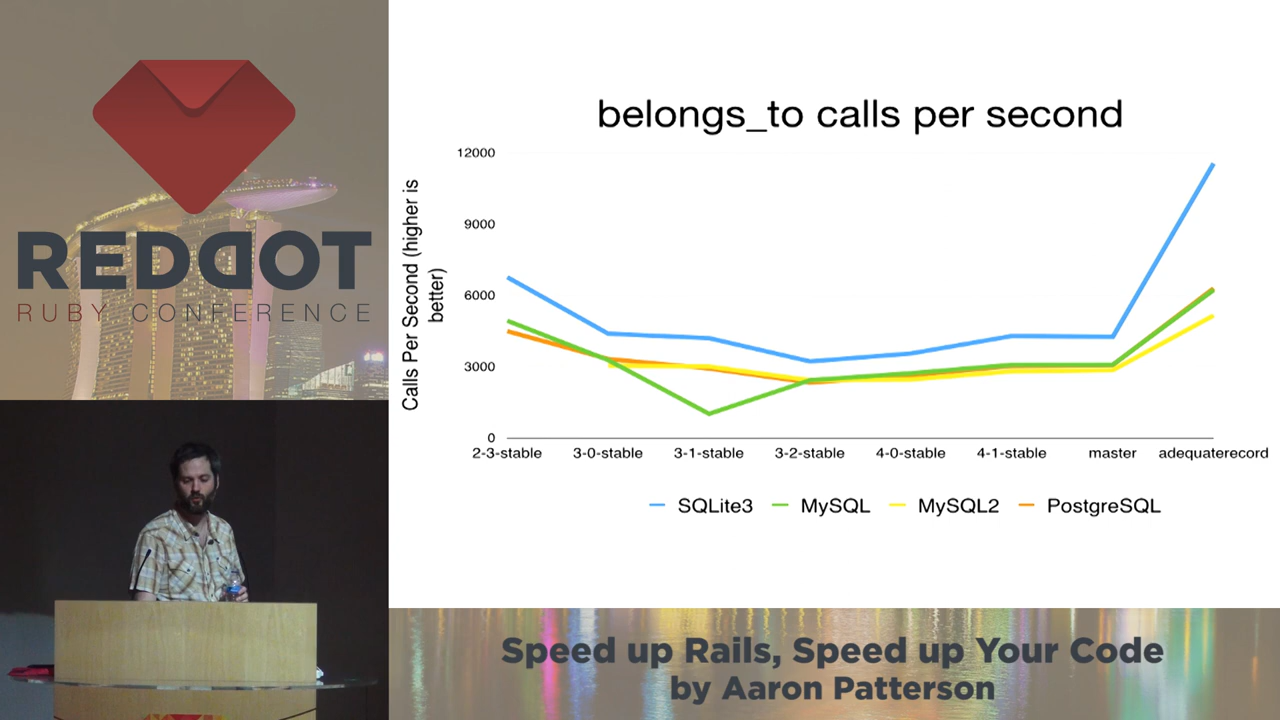 REDDOT
RUBY CONFERENCE
belongs_to calls per second
Calls Per Second (higher is
better)
12000
9000
6000
3000
0
2-3-stable 3-0-stable 3-1-stable 3-2-stable 4-0-stable 4-1-stable master adequaterecord
SQLite3 MySQL MySQL2 PostgreSQL
Speed up Rails, Speed up Your Code
by Aaron Patterson